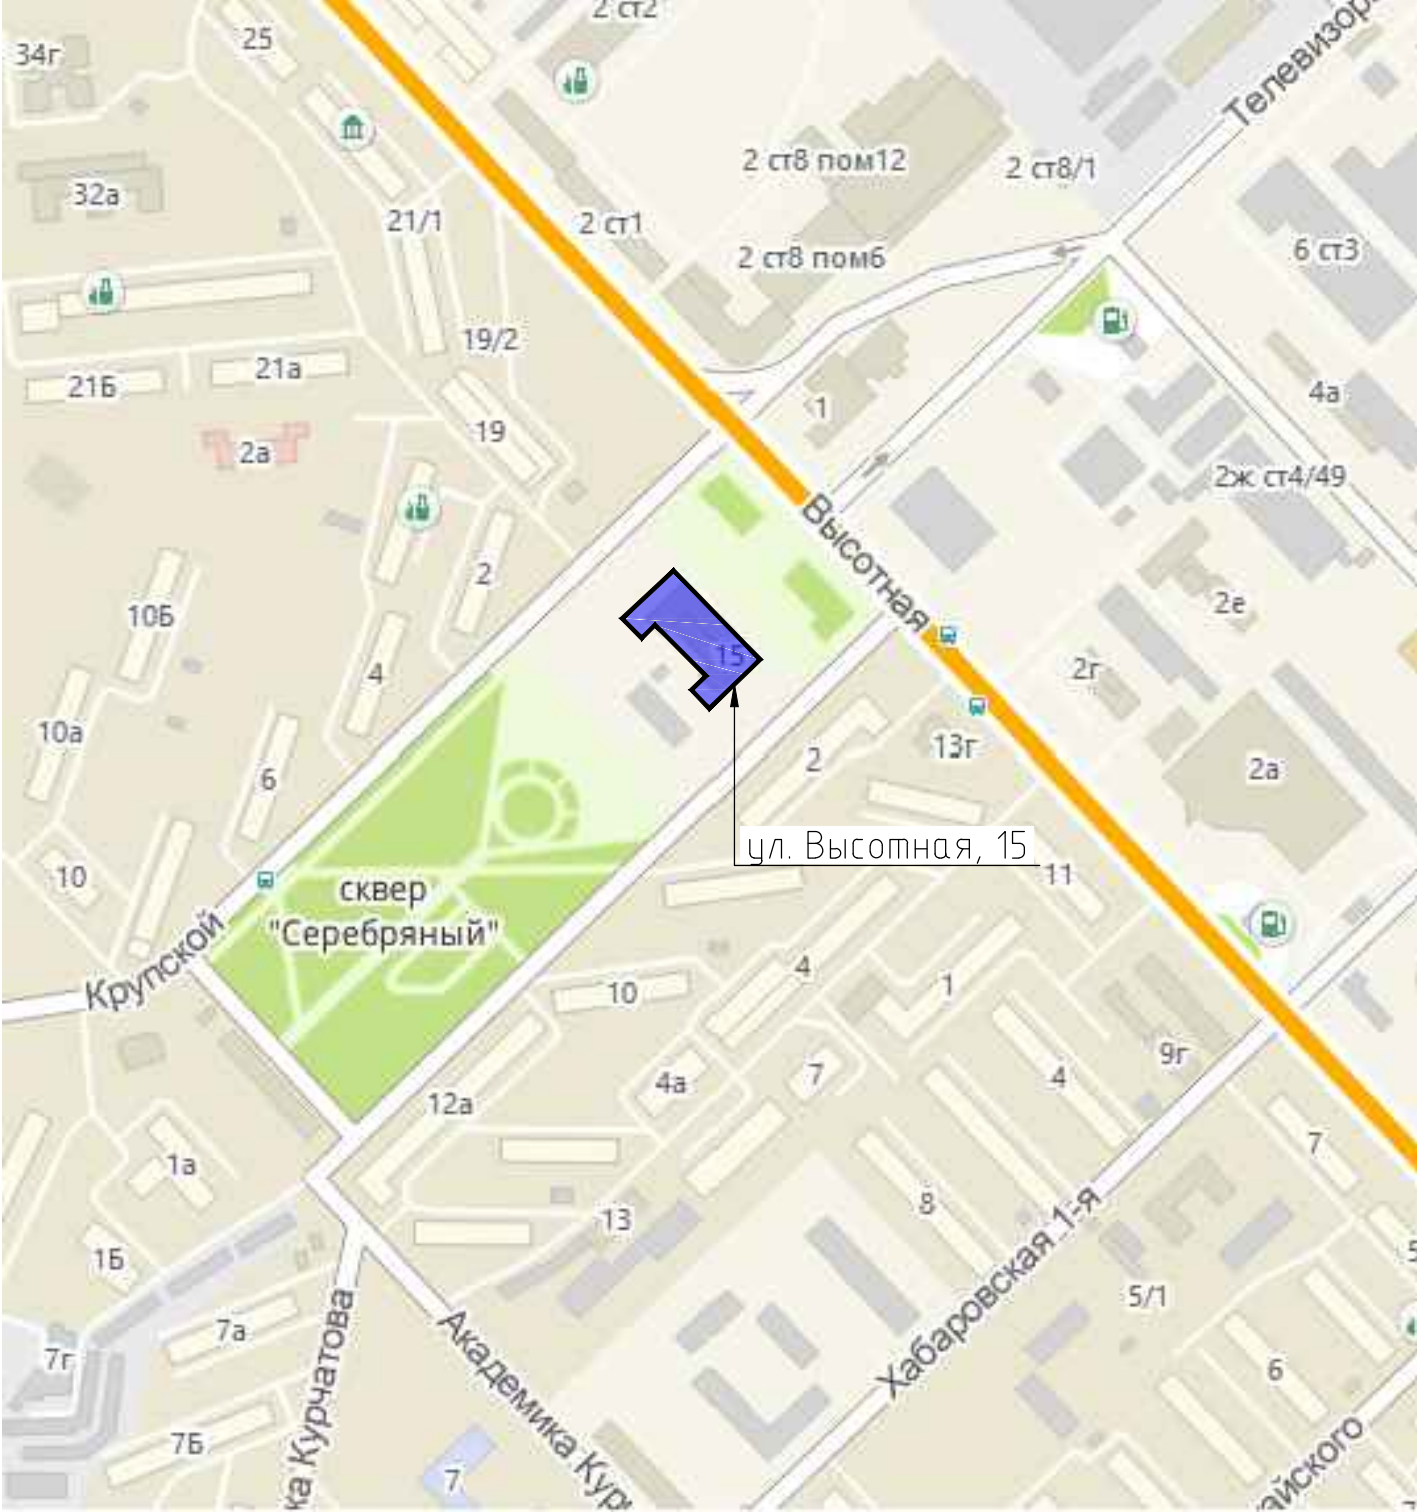 2 ст2
25
34г
Телевизор
2 ст8 пом12
2 ст8/1
32а
21/1
2 ст1
6 ст3
2 ст8 пом6
19/2
21а
21Б
4а
1
19
2а
2ж ст4/49
Высотная
2
2е
10Б
15
4
2г
10а
13г
2
2а
6
ул. Высотная, 15
11
10
сквер
"Серебряный"
Крупской
4
1
10
9г
4
7
4а
12а
7
1а
8
13
Хабаровская 1-я
1Б
5
5/1
7а
7г
6
Академика Кур
ка Курчатова
7Б
айского
7